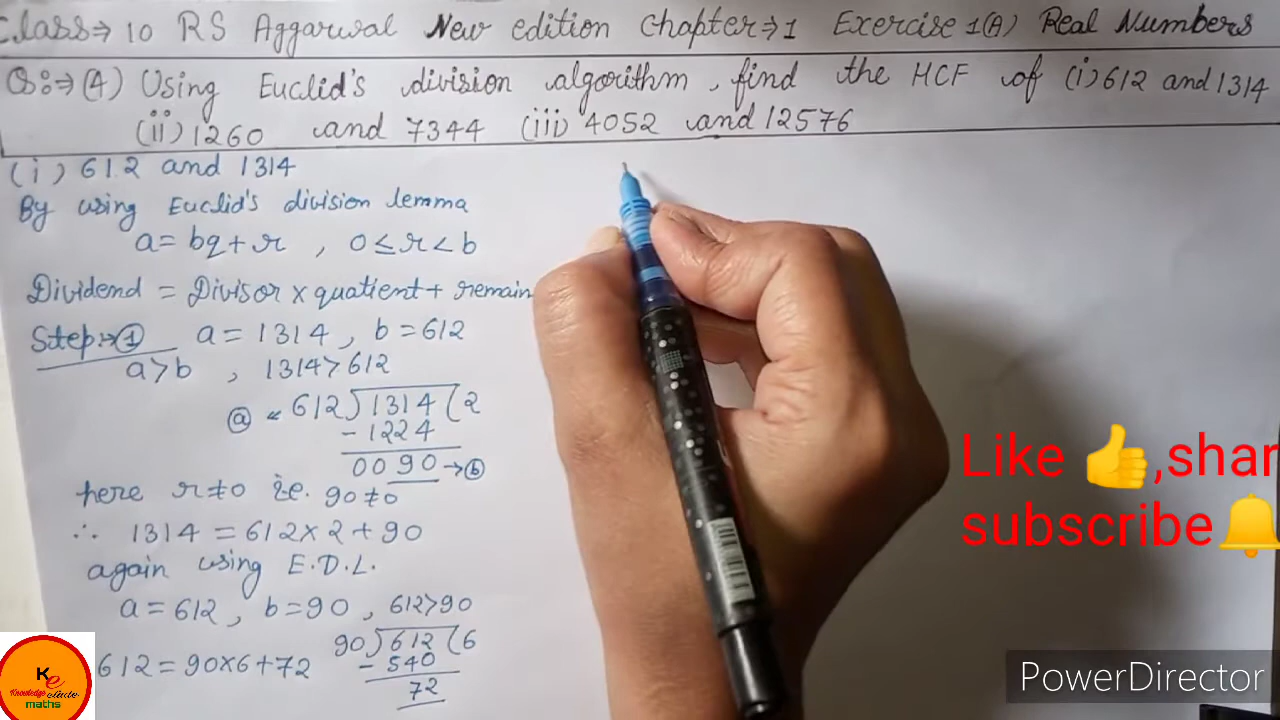 Class⇒ 10 RS Aggarwal New edition Chapter⇒1 Exercise 1(A) Real Numbers
Q:⇒(4) Using Euclid's division algorithm, find the HCF of (i) 612 and 1314
(ii) 1260 and 7344 (iii) 4052 and 12576
(i) 612 and 1314
By using Euclid's division lemma
a = bq + r , 0 ≤ r < b
Dividend = Divisor × quatient + remain
Step:-① a = 1314 , b = 612
a > b , 1314 > 612
ⓐ ← 612)1314(2
- 1224
0090 → ⓑ
here r ≠ 0 i.e. 90 ≠ 0
∴ 1314 = 612 × 2 + 90
again using E.D.L.
a = 612 , b = 90 , 612 > 90
90)612(6
612 = 90×6+72 - 540
72
Like 👍,shar
subscribe🔔
Ke
Knowledge
maths
PowerDirector